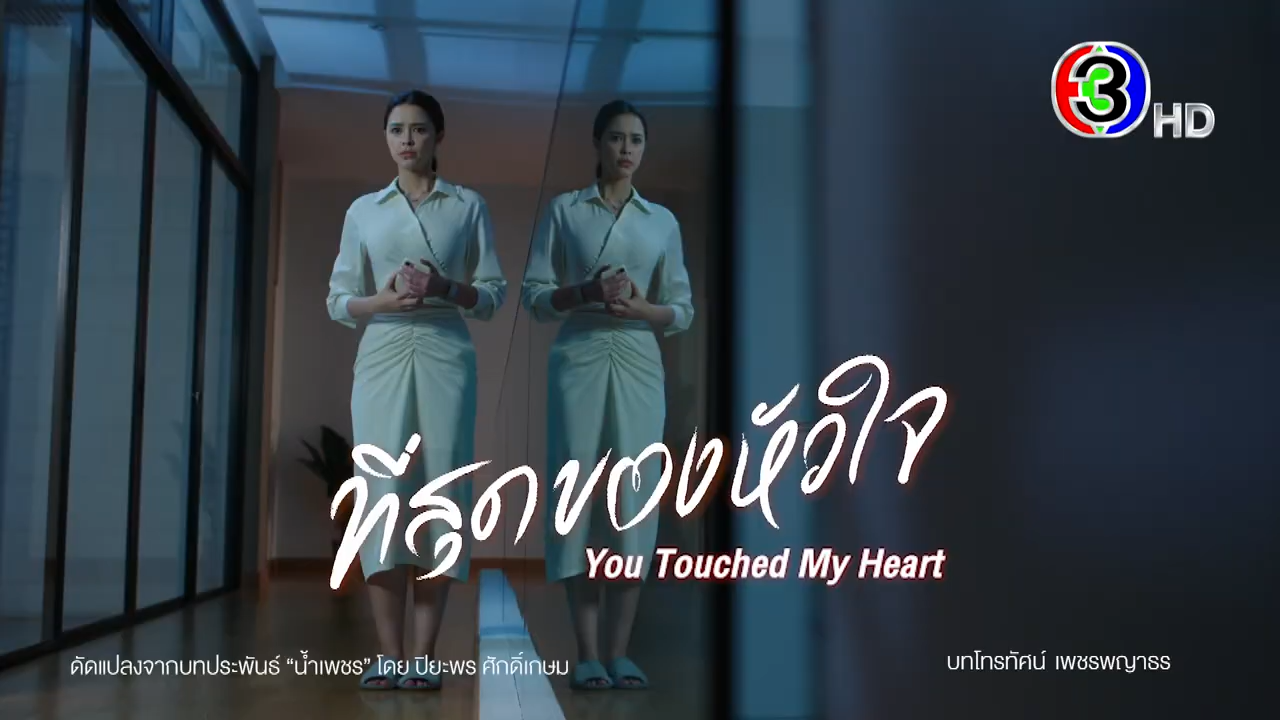 3 HD
ที่สุดของหัวใจ
You Touched My Heart
ดัดแปลงจากบทประพันธ์ “น้ำเพชร” โดย ปิยะพร ศักดิ์เกษม
บทโทรทัศน์ เพชรพญาธร